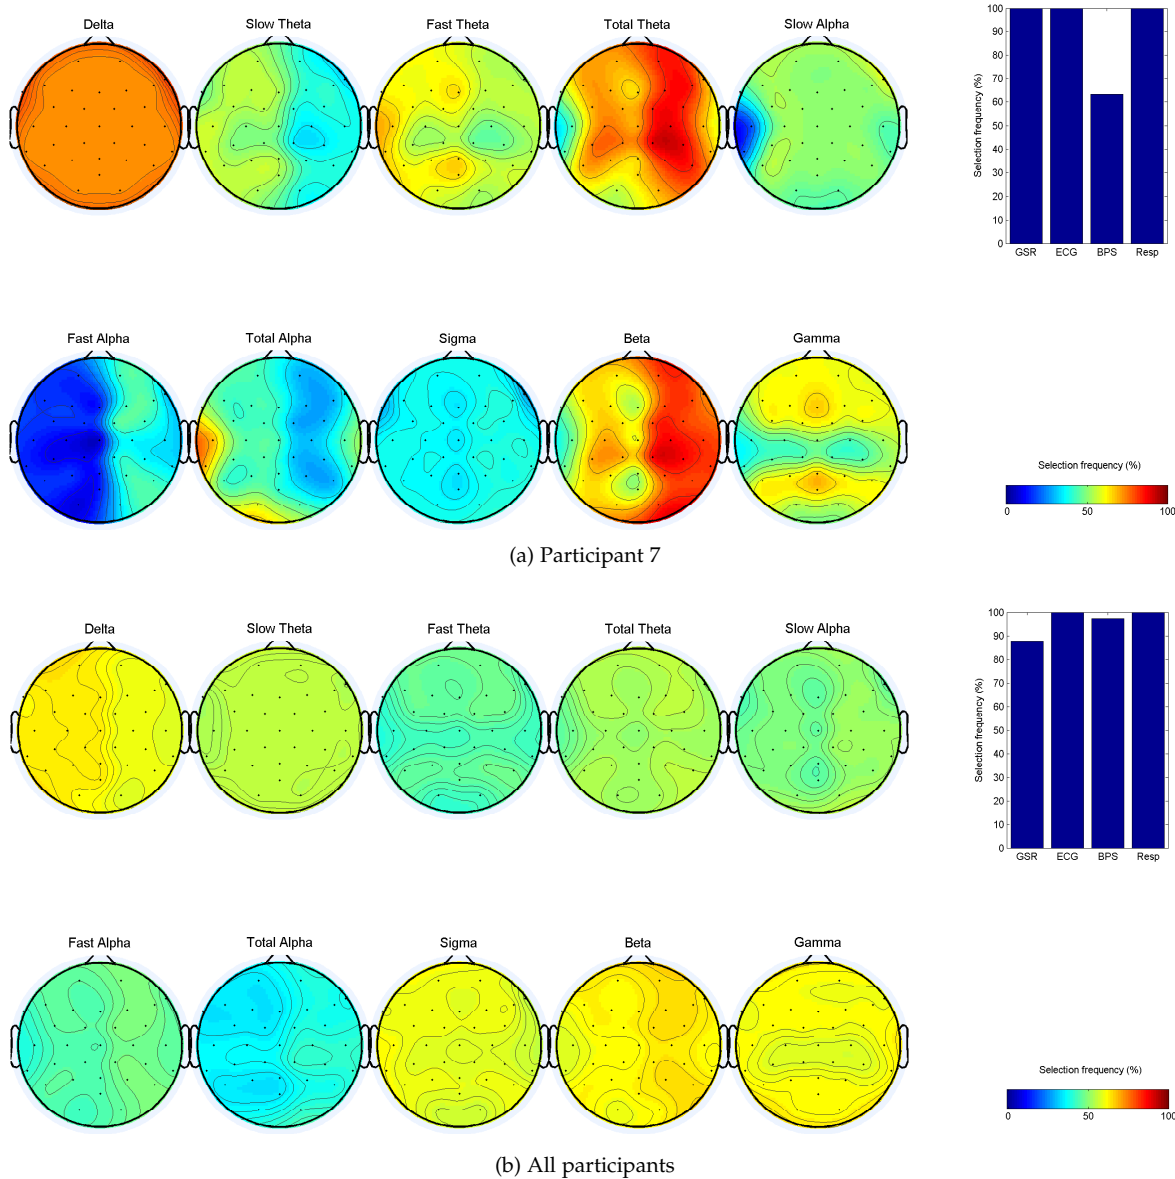 Delta
Slow Theta
Fast Theta
Total Theta
Slow Alpha
100
90
80
70
60
50
40
30
20
10
0
Selection frequency (%)
GSR ECG BPS Resp
Fast Alpha
Total Alpha
Sigma
Beta
Gamma
Selection frequency (%)
0 50 100
(a) Participant 7
Delta
Slow Theta
Fast Theta
Total Theta
Slow Alpha
100
90
80
70
60
50
40
30
20
10
0
Selection frequency (%)
GSR ECG BPS Resp
Fast Alpha
Total Alpha
Sigma
Beta
Gamma
Selection frequency (%)
0 50 100
(b) All participants